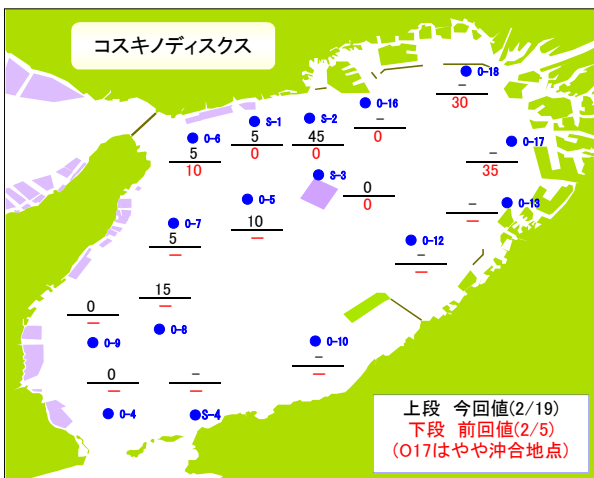 コスキノディスクス
O-18
－
30
O-16
－
0
S-2
45
0
S-1
5
0
O-6
5
10
O-17
－
35
S-3
0
0
O-5
10
－
O-13
－
－
O-7
5
－
O-12
－
－
15
－
O-8
0
－
O-9
O-10
－
－
0
－
O-4
－
－
S-4
上段 今回値(2/19)
下段 前回値(2/5)
(O17はやや沖合地点)